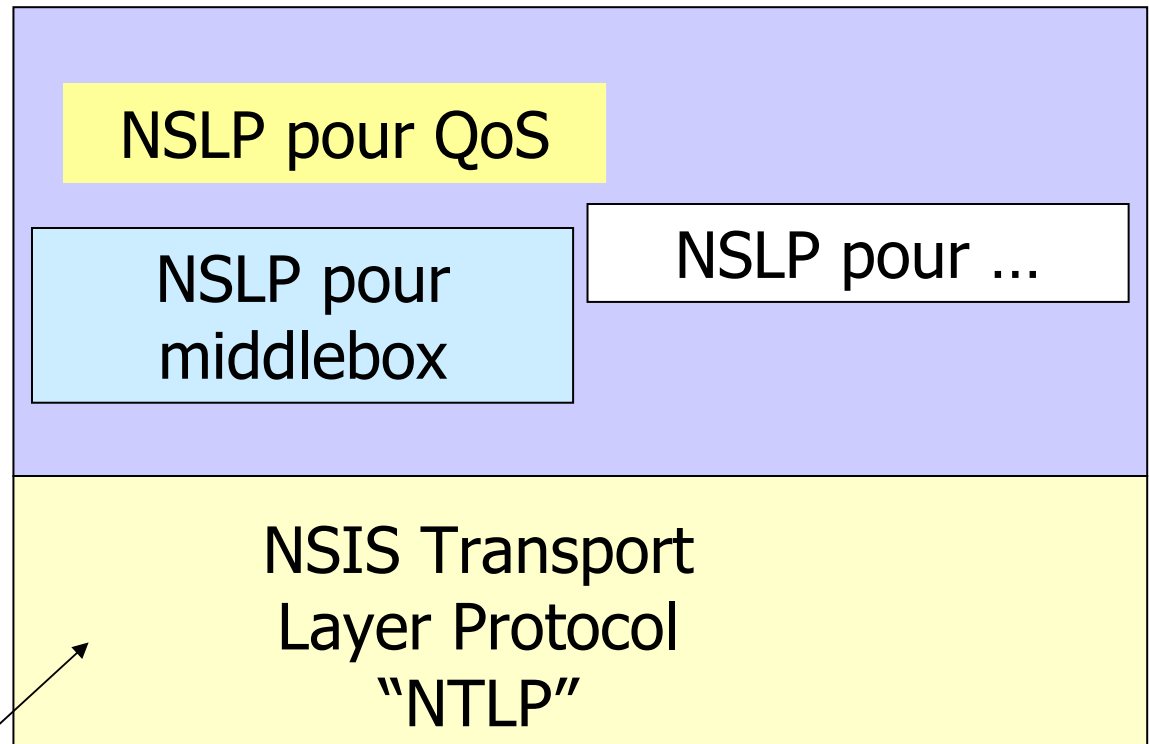 NSLP pour QoS
NSLP pour ...
NSLP pour
middlebox
NSIS Transport
Layer Protocol
“NTLP”